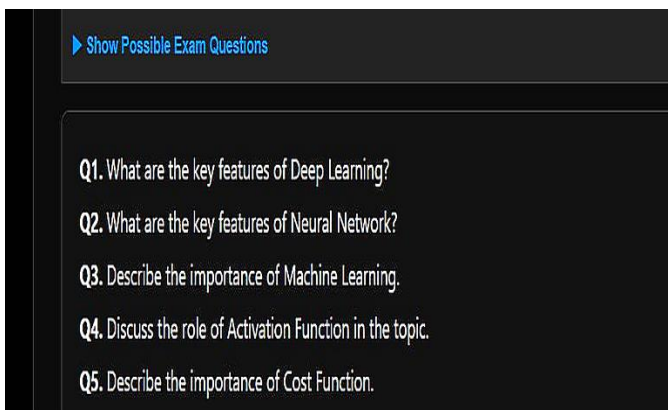 Show Possible Exam Questions
Q1. What are the key features of Deep Learning?
Q2. What are the key features of Neural Network?
Q3. Describe the importance of Machine Learning.
Q4. Discuss the role of Activation Function in the topic.
Q5. Describe the importance of Cost Function.